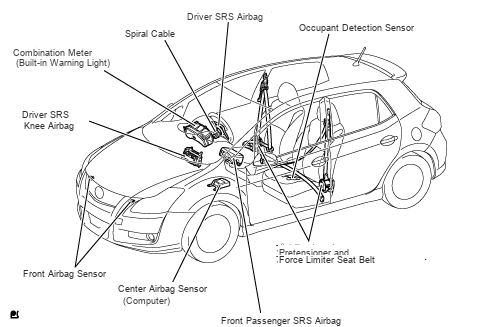 Driver SRS Airbag
Occupant Detection Sensor
Spiral Cable
Combination Meter
(Built-in Warning Light)
Driver SRS
Knee Airbag
Pretensioner and
Force Limiter Seat Belt
Front Airbag Sensor
Center Airbag Sensor
(Computer)
Front Passenger SRS Airbag